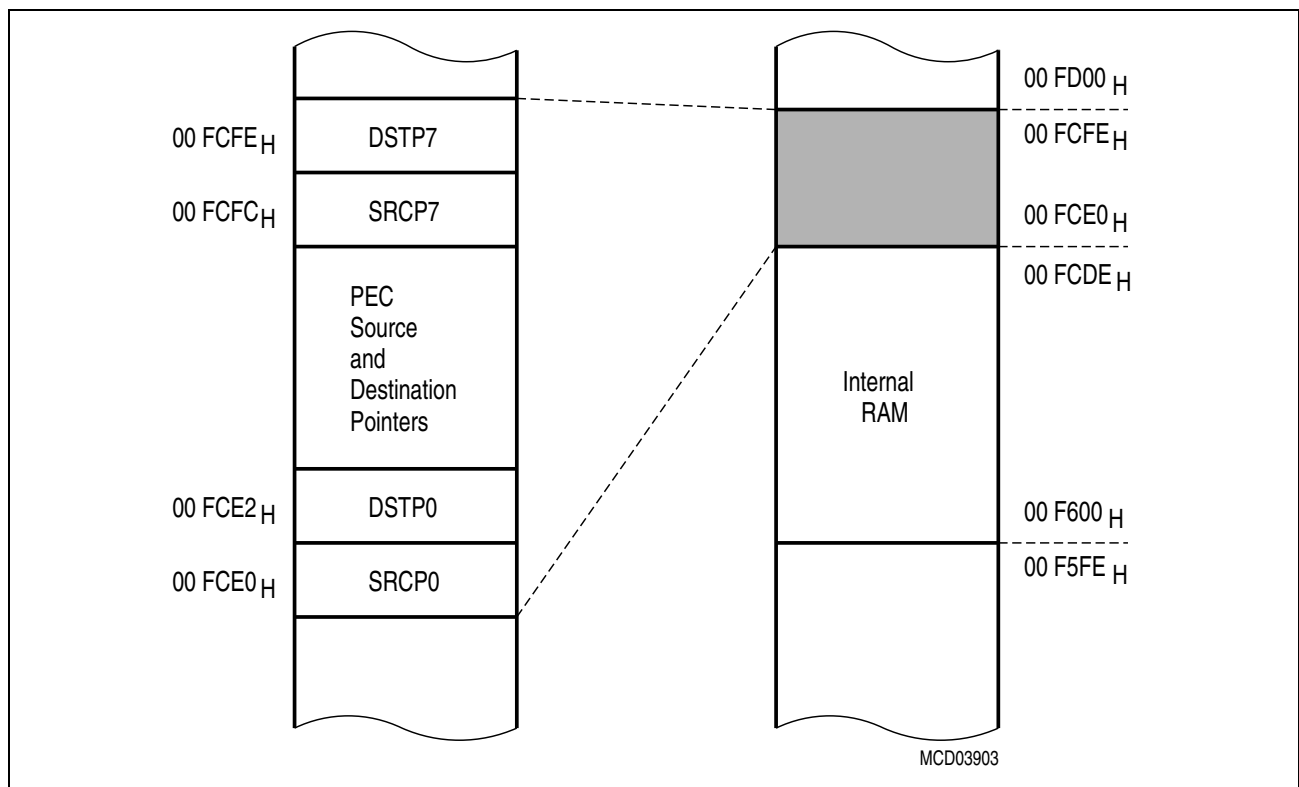 00 FCFE H
DSTP7
00 FCFC H
SRCP7
PEC
Source
and
Destination
Pointers
00 FCE2 H
DSTP0
00 FCE0 H
SRCP0
00 FD00 H
00 FCFE H
00 FCE0 H
00 FCDE H
Internal
RAM
00 F600 H
00 F5FE H
MCD03903